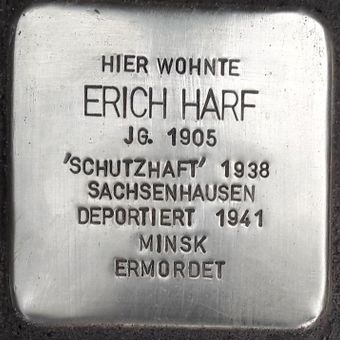 HIER WOHNTE
ERICH HARF
JG. 1905
'SCHUTZHAFT' 1938
SACHSENHAUSEN
DEPORTIERT 1941
MINSK
ERMORDET